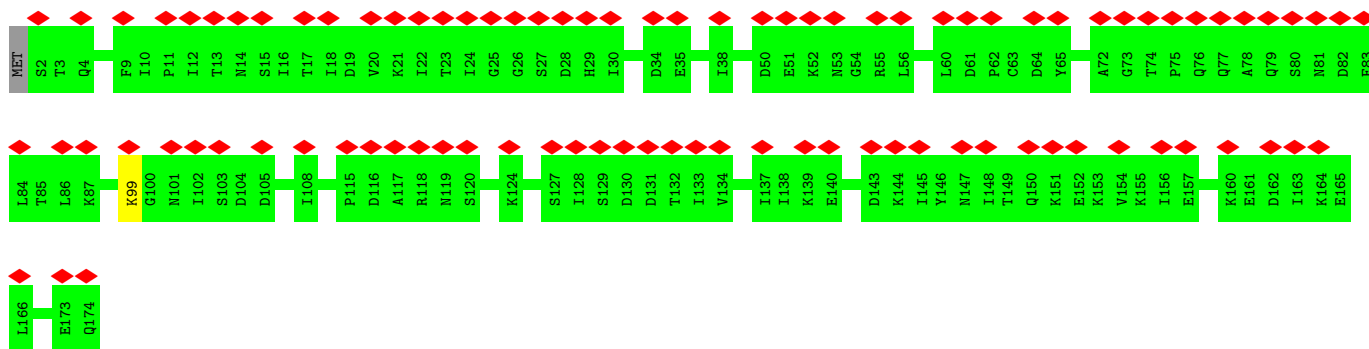 MET S2 T3 Q4 F9 I10 P11 I12 T13 N14 S15 I16 T17 I18 D19 V20 K21 I22 T23 I24 G25 G26 S27 D28 H29 I30 D34 E35 I38 D50 E51 K52 N53 G54 R55 L56 L60 D61 P62 C63 D64 Y65 A72 G73 T74 P75 Q76 Q77 A78 Q79 S80 N81 D82 E83
L84 T85 L86 K87 K99 G100 N101 I102 S103 D104 D105 I108 P115 D116 A117 R118 N119 S120 K124 S127 I128 S129 D130 D131 T132 I133 V134 I137 I138 K139 E140 D143 K144 I145 Y146 N147 I148 T149 Q150 K151 E152 K153 V154 K155 I156 E157 K160 E161 D162 I163 K164 E165
L166 E173 Q174